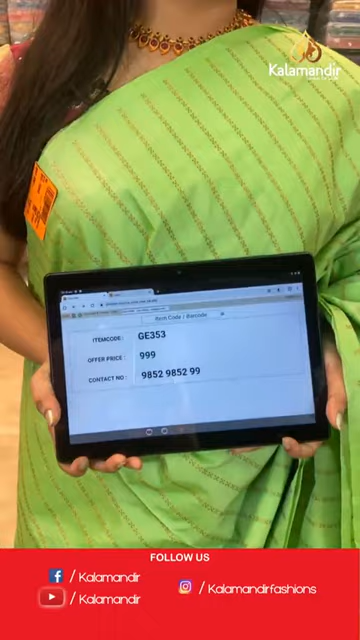 Kalamandir
Item Code / Barcode
ITEMCODE : GE353
OFFER PRICE : 999
CONTACT NO : 9852 9852 99
FOLLOW US
/ Kalamandir
/ Kalamandirfashions
/ Kalamandir